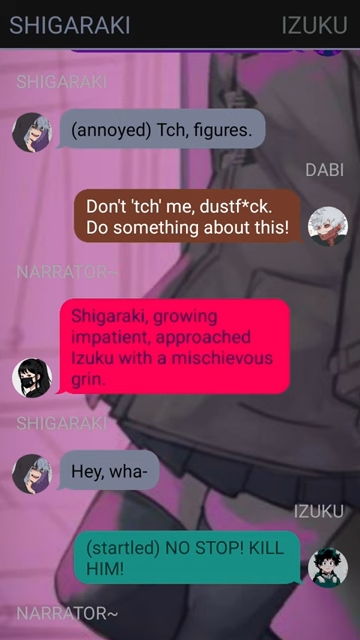 SHIGARAKI
IZUKU
SHIGARAKI
(annoyed) Tch, figures.
DABI
Don't 'tch' me, dustf*ck.
Do something about this!
NARRATOR~
Shigaraki, growing
impatient, approached
Izuku with a mischievous
grin.
SHIGARAKI
Hey, wha-
IZUKU
(startled) NO STOP! KILL
HIM!
NARRATOR~